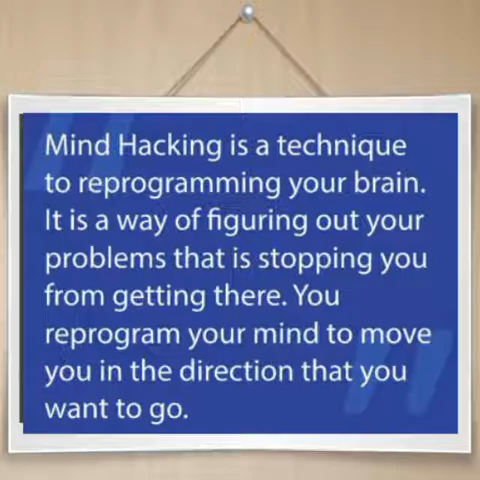 Mind Hacking is a technique
to reprogramming your brain.
It is a way of figuring out your
problems that is stopping you
from getting there. You
reprogram your mind to move
you in the direction that you
want to go.